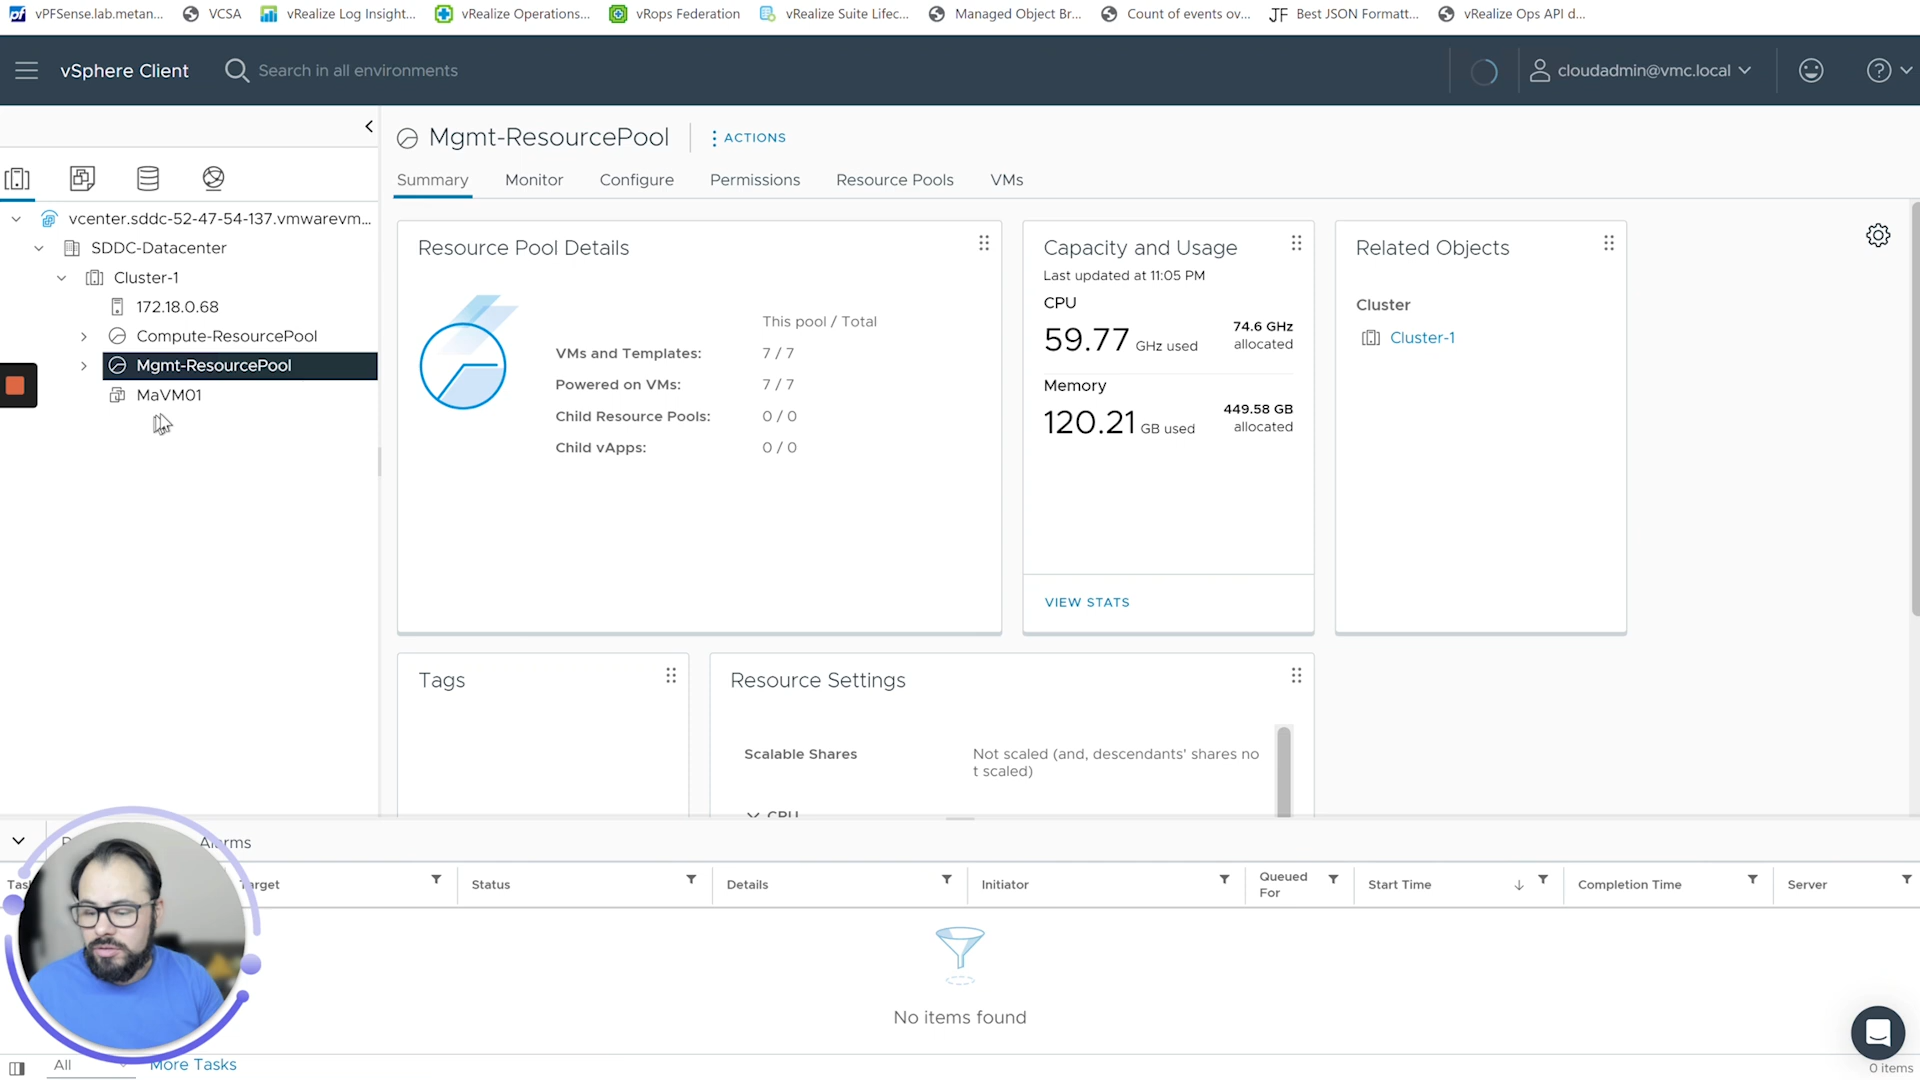 vPFSense.lab.metan...
VCSA
vRealize Log Insight...
vRealize Operations...
vRops Federation
vRealize Suite Lifec...
Managed Object Br...
Count of events ov...
JF Best JSON Formatt...
vRealize Ops API d...
vSphere Client
Search in all environments
cloudadmin@vmc.local
Mgmt-ResourcePool
ACTIONS
Summary
Monitor
Configure
Permissions
Resource Pools
VMs
vcenter.sddc-52-47-54-137.vmwarevm...
SDDC-Datacenter
Cluster-1
172.18.0.68
Compute-ResourcePool
Mgmt-ResourcePool
MaVM01
Resource Pool Details
This pool / Total
VMs and Templates: 7 / 7
Powered on VMs: 7 / 7
Child Resource Pools: 0 / 0
Child vApps: 0 / 0
Capacity and Usage
Last updated at 11:05 PM
CPU
59.77 GHz used
74.6 GHz
allocated
Memory
120.21 GB used
449.58 GB
allocated
VIEW STATS
Related Objects
Cluster
Cluster-1
Tags
Resource Settings
Scalable Shares
Not scaled (and, descendants' shares no
t scaled)
CPU
Alarms
Target
Status
Details
Initiator
Queued
For
Start Time
Completion Time
Server
No items found
All
More Tasks
0 items